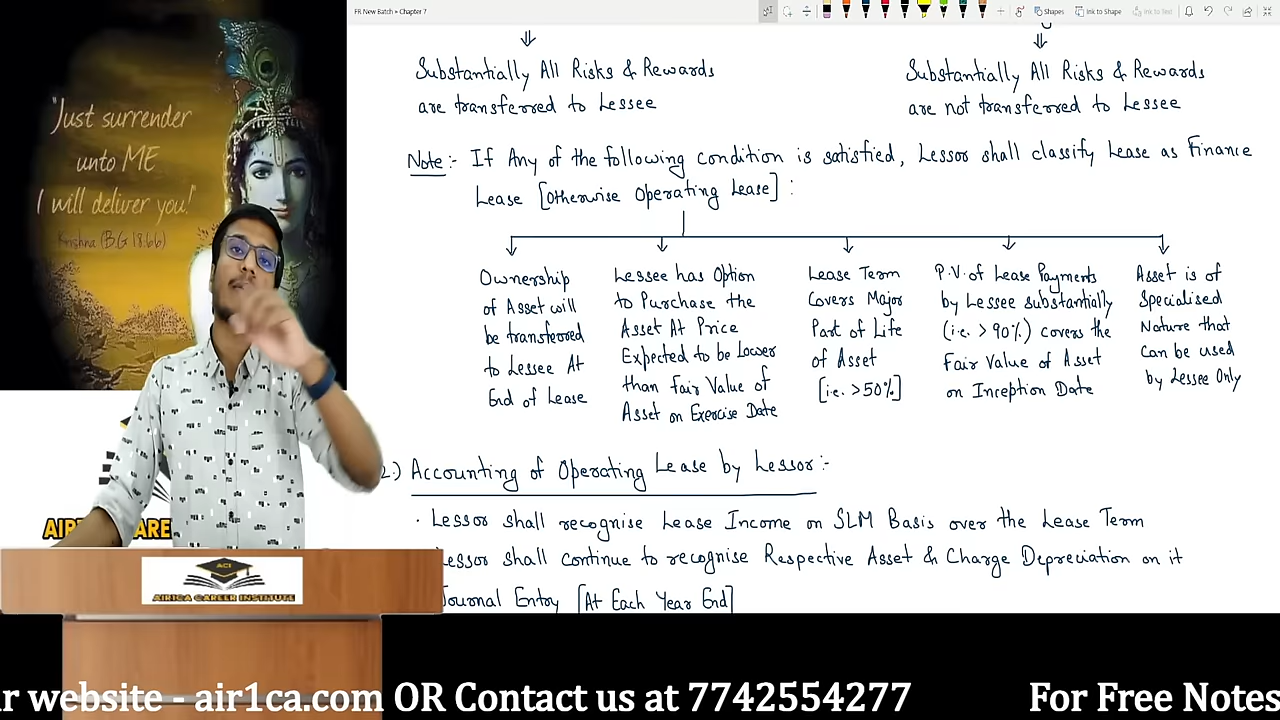 FR New Batch » Chapter 7
Shapes
Ink to Shape
Ink to Text
"Just surrender
unto ME
I will deliver you!"
Krishna (B.G 18:66)
Substantially All Risks & Rewards
are transferred to Lessee
Substantially All Risks & Rewards
are not transferred to Lessee
Note:- If Any of the following condition is satisfied, Lessor shall classify Lease as Finance
Lease [Otherwise Operating Lease] :
Ownership
of Asset will
be transferred
to Lessee At
End of Lease
Lessee has Option
to Purchase the
Asset At Price
Expected to be Lower
than Fair Value of
Asset on Exercise Date
Lease Term
Covers Major
Part of Life
of Asset
[i.e. >50%]
P.V. of Lease Payments
by Lessee substantially
(i.e. >90%) covers the
Fair Value of Asset
on Inception Date
Asset is of
Specialised
Nature that
Can be used
by Lessee Only
2.) Accounting of Operating Lease by Lessor :-
· Lessor shall recognise Lease Income on SLM Basis over the Lease Term
Lessor shall continue to recognise Respective Asset & Charge Depreciation on it
Journal Entry [At Each Year End]
ACI
AIR1CA CAREER INSTITUTE
r website - air1ca.com OR Contact us at 7742554277
For Free Notes